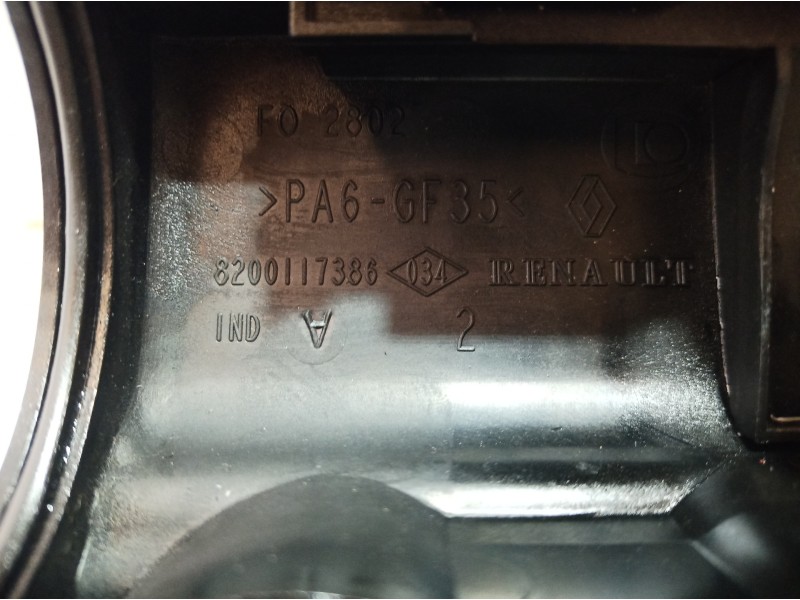 FO 2802
>PA6-GF35<
8200117386 034 RENAULT
IND A 2